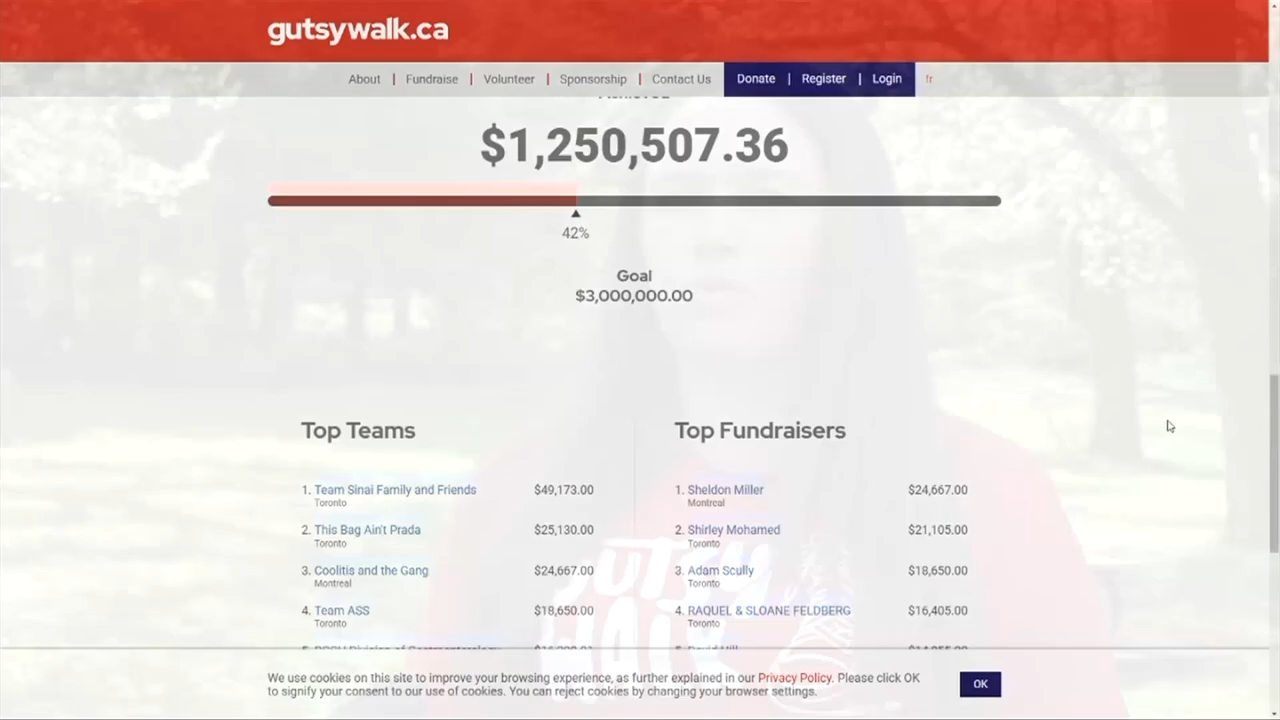 gutsywalk.ca
About | Fundraise | Volunteer | Sponsorship | Contact Us Donate | Register | Login fr
$1,250,507.36
42%
Goal
$3,000,000.00
Top Teams
1. Team Sinai Family and Friends $49,173.00
Toronto
2. This Bag Ain't Prada $25,130.00
Toronto
3. Coolitis and the Gang $24,667.00
Montreal
4. Team ASS $18,650.00
Toronto
Top Fundraisers
1. Sheldon Miller $24,667.00
Montreal
2. Shirley Mohamed $21,105.00
Toronto
3. Adam Scully $18,650.00
Toronto
4. RAQUEL & SLOANE FELDBERG $16,405.00
Toronto
GUTSY
WALK
We use cookies on this site to improve your browsing experience, as further explained in our Privacy Policy. Please click OK
to signify your consent to our use of cookies. You can reject cookies by changing your browser settings.
OK